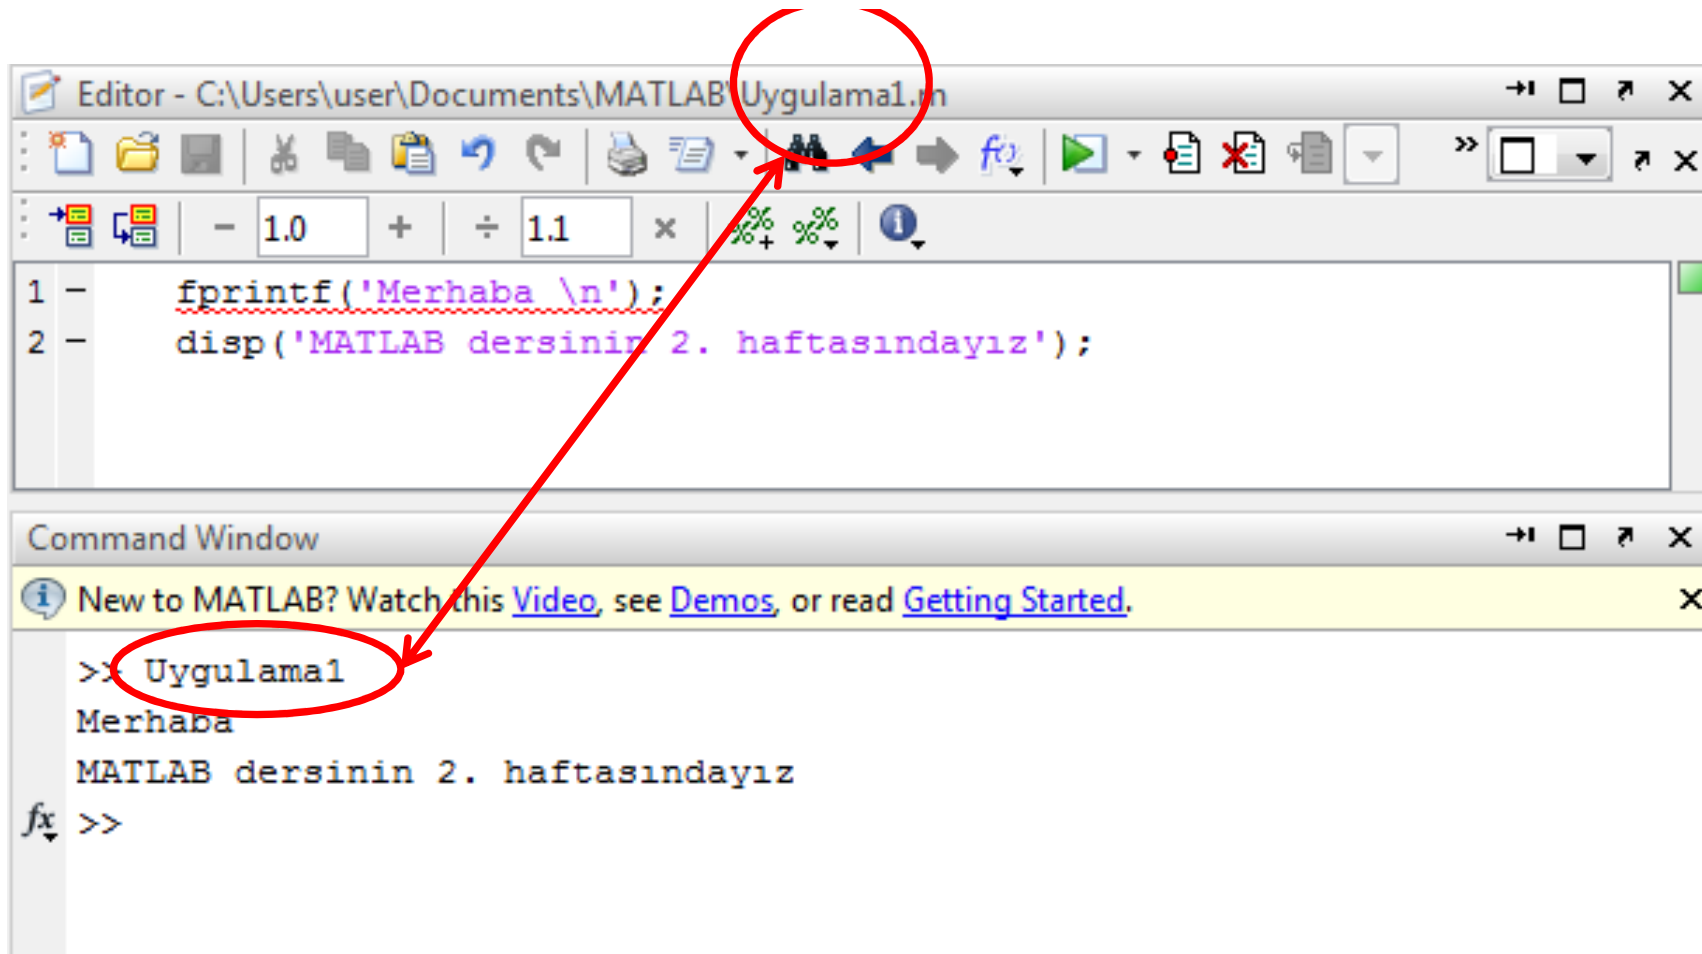 Editor - C:\Users\user\Documents\MATLAB\Uygulama1.m
1.0
1.1
1 fprintf('Merhaba \n');
2 disp('MATLAB dersinin 2. haftasındayız');
Command Window
New to MATLAB? Watch this Video, see Demos, or read Getting Started.
>> Uygulama1
Merhaba
MATLAB dersinin 2. haftasındayız
fx >>